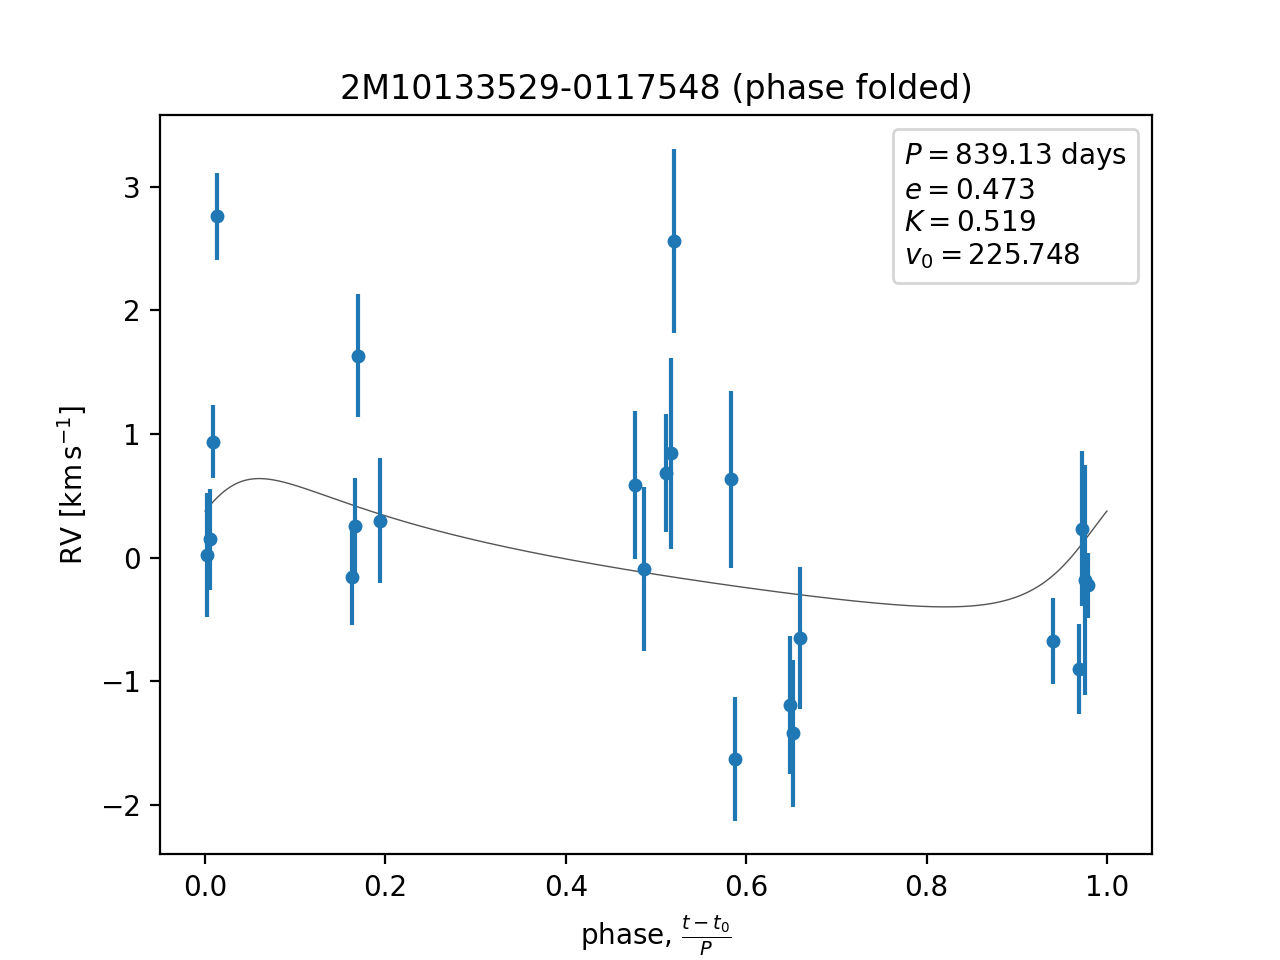 2M10133529-0117548 (phase folded)
P = 839.13 days
e = 0.473
K = 0.519
v₀ = 225.748
3
2
1
0
−1
−2
RV [km s⁻¹]
0.0 0.2 0.4 0.6 0.8 1.0
phase, (t − t₀)/P